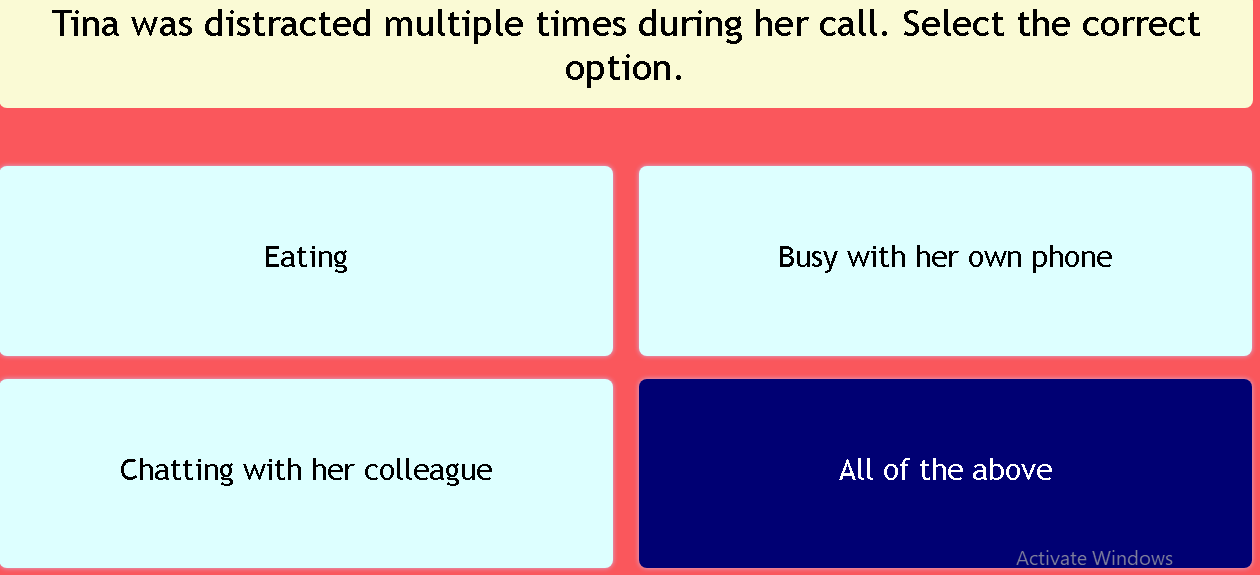 Tina was distracted multiple times during her call. Select the correct
option.
Eating
Busy with her own phone
Chatting with her colleague
All of the above
Activate Windows